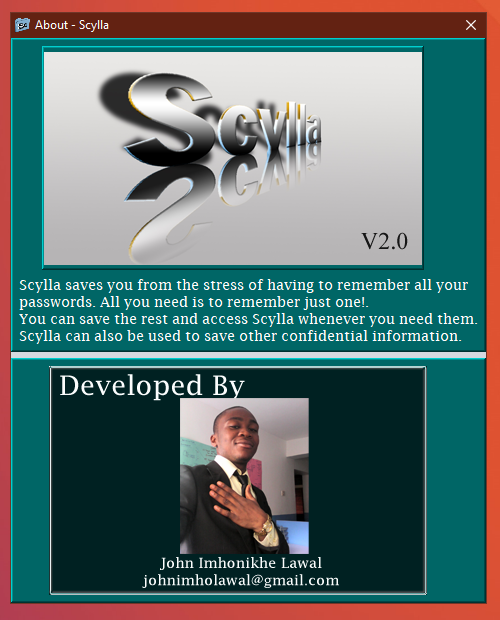 About - Scylla
Scylla
V2.0
Scylla saves you from the stress of having to remember all your
passwords. All you need is to remember just one!.
You can save the rest and access Scylla whenever you need them.
Scylla can also be used to save other confidential information.
Developed By
John Imhonikhe Lawal
johnimholawal@gmail.com